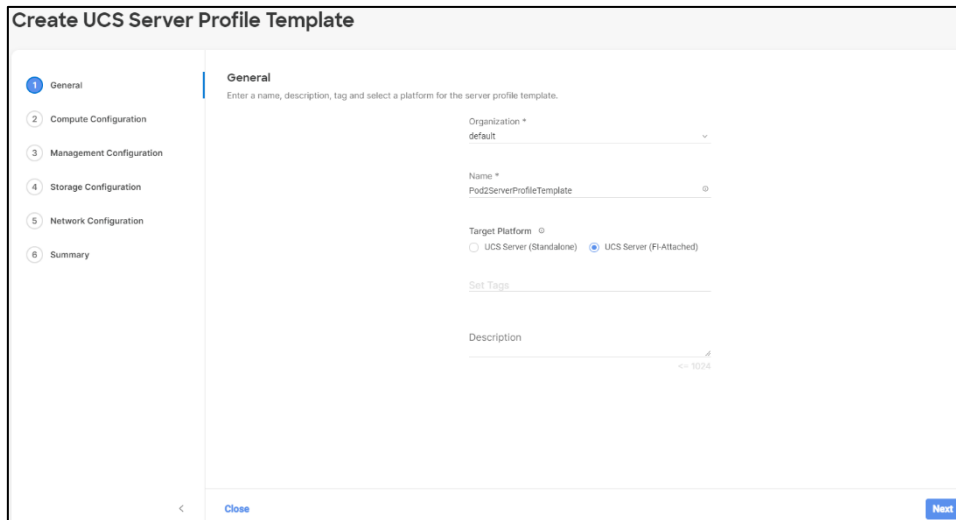 Create UCS Server Profile Template
1 General
2 Compute Configuration
3 Management Configuration
4 Storage Configuration
5 Network Configuration
6 Summary
General
Enter a name, description, tag and select a platform for the server profile template.
Organization *
default
Name *
Pod2ServerProfileTemplate
Target Platform
UCS Server (Standalone) UCS Server (FI-Attached)
Set Tags
Description
<= 1024
Close
Next